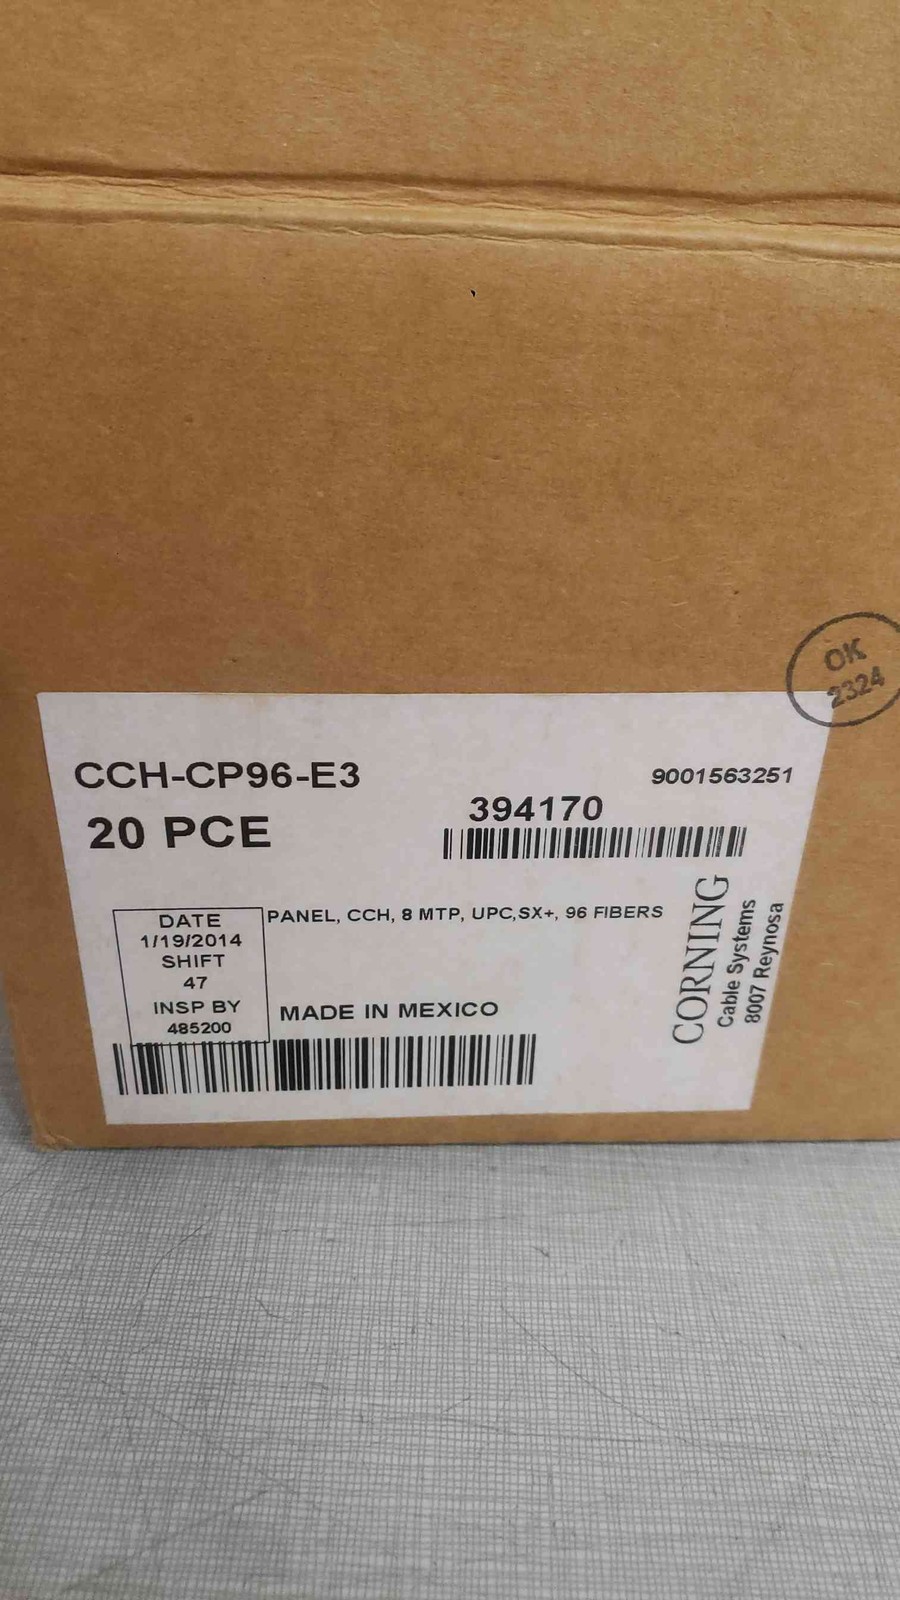 OK
2324
CCH-CP96-E3
9001563251
394170
20 PCE
PANEL, CCH, 8 MTP, UPC,SX+, 96 FIBERS
DATE
1/19/2014
SHIFT
47
INSP BY
485200
MADE IN MEXICO
CORNING
Cable Systems
8007 Reynosa